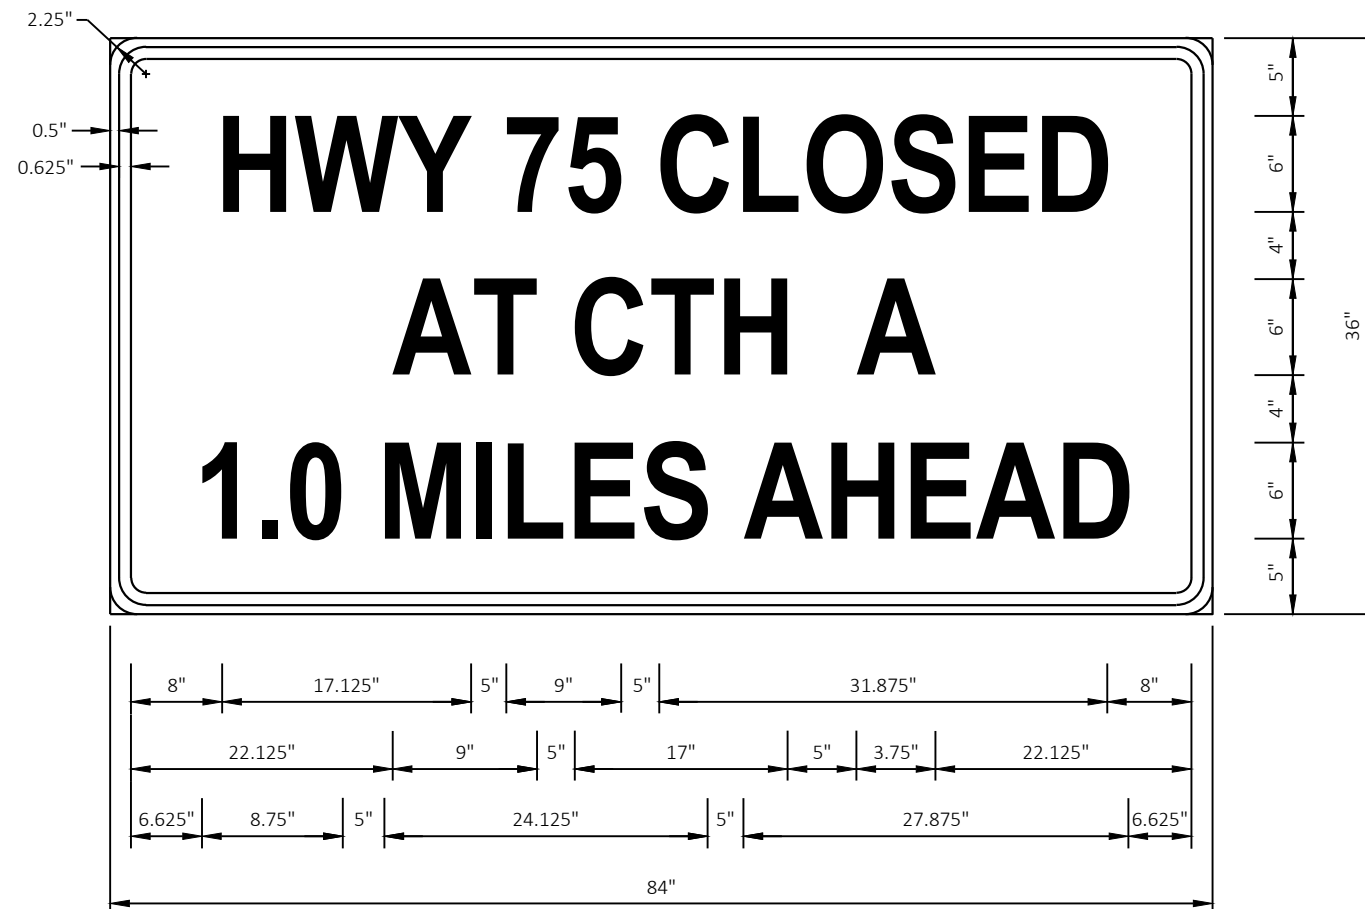 2.25"
0.5"
0.625"
HWY 75 CLOSED
AT CTH A
1.0 MILES AHEAD
5"
6"
4"
6"
4"
6"
5"
36"
8" 17.125" 5" 9" 5" 31.875" 8"
22.125" 9" 5" 17" 5" 3.75" 22.125"
6.625" 8.75" 5" 24.125" 5" 27.875" 6.625"
84"